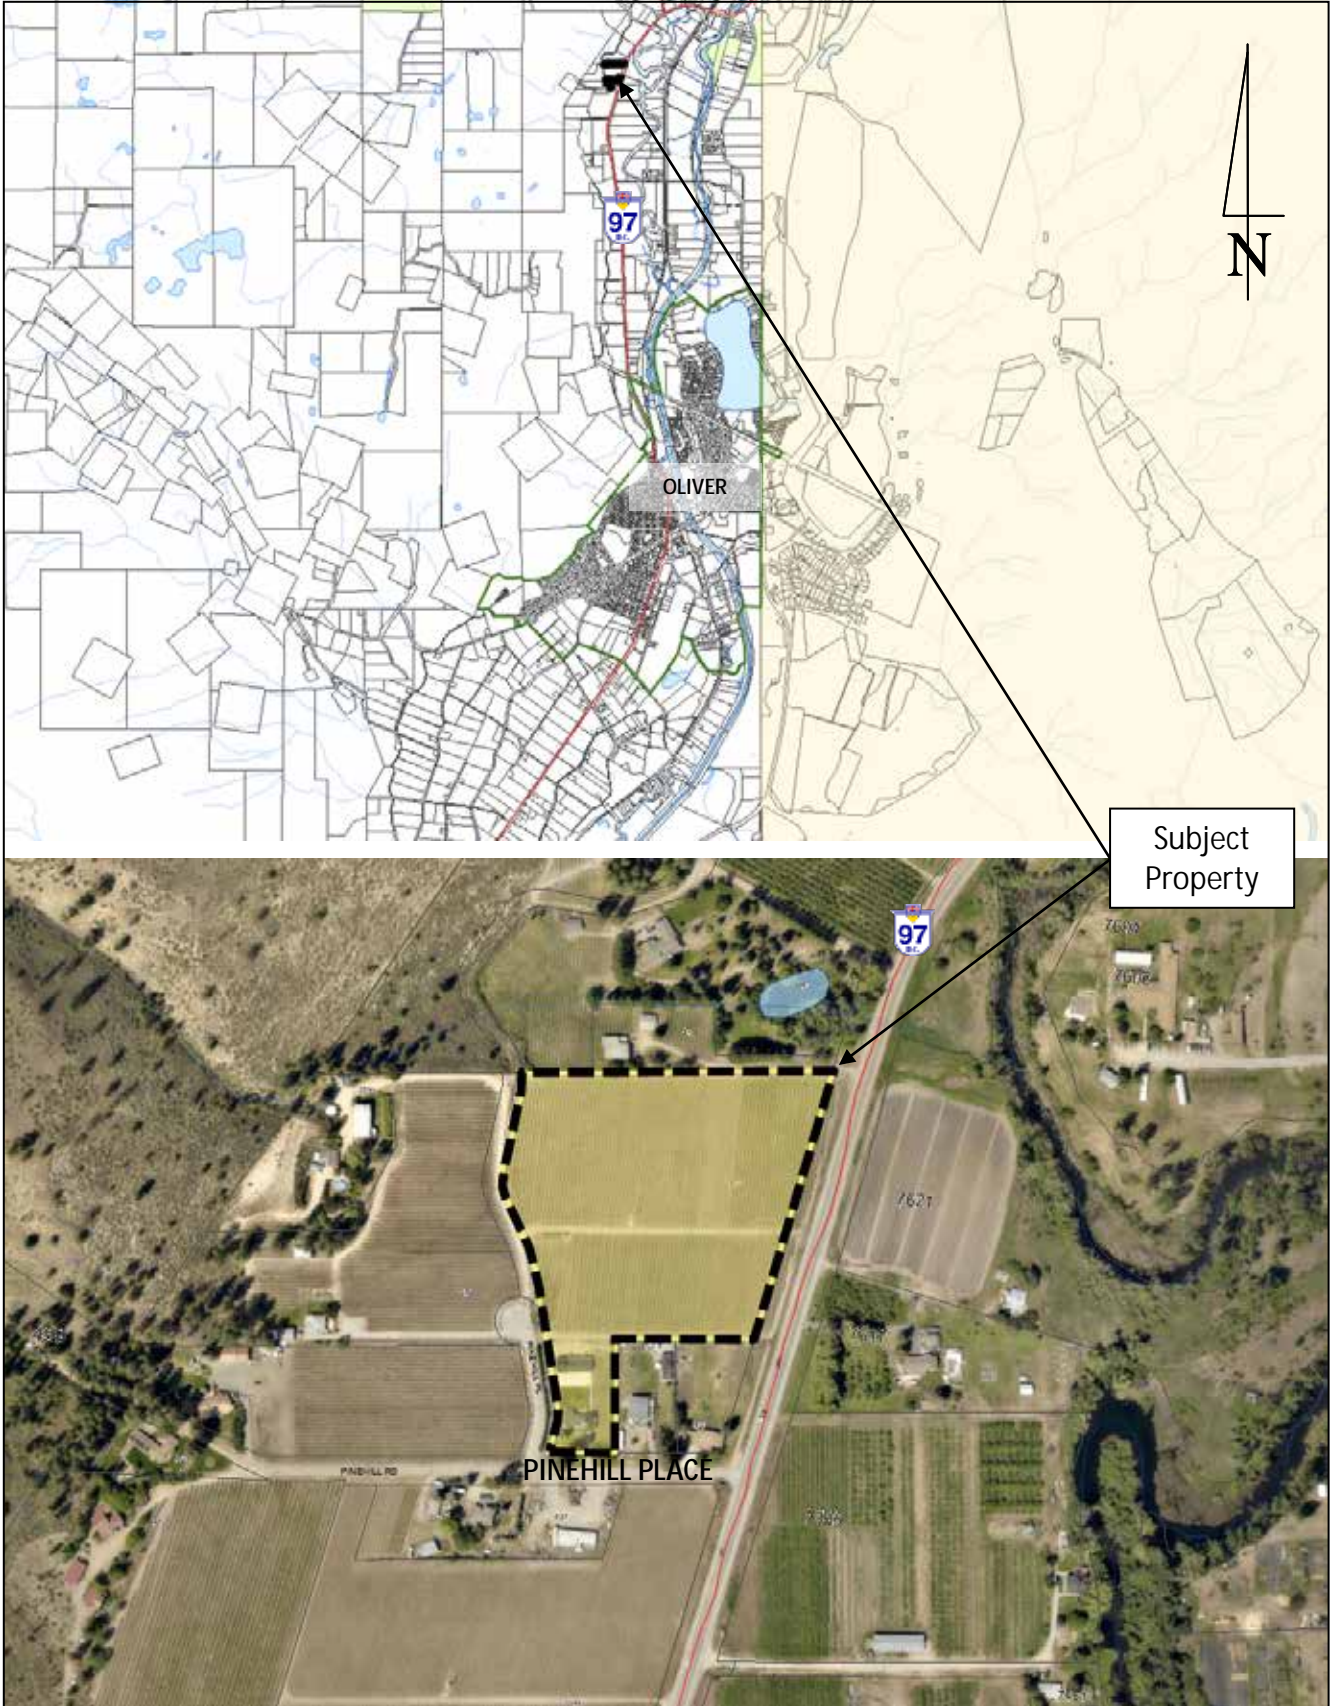 97
B.C.
N
OLIVER
Subject
Property
97
B.C.
7621
PINEHILL PLACE
PINEHILL RD